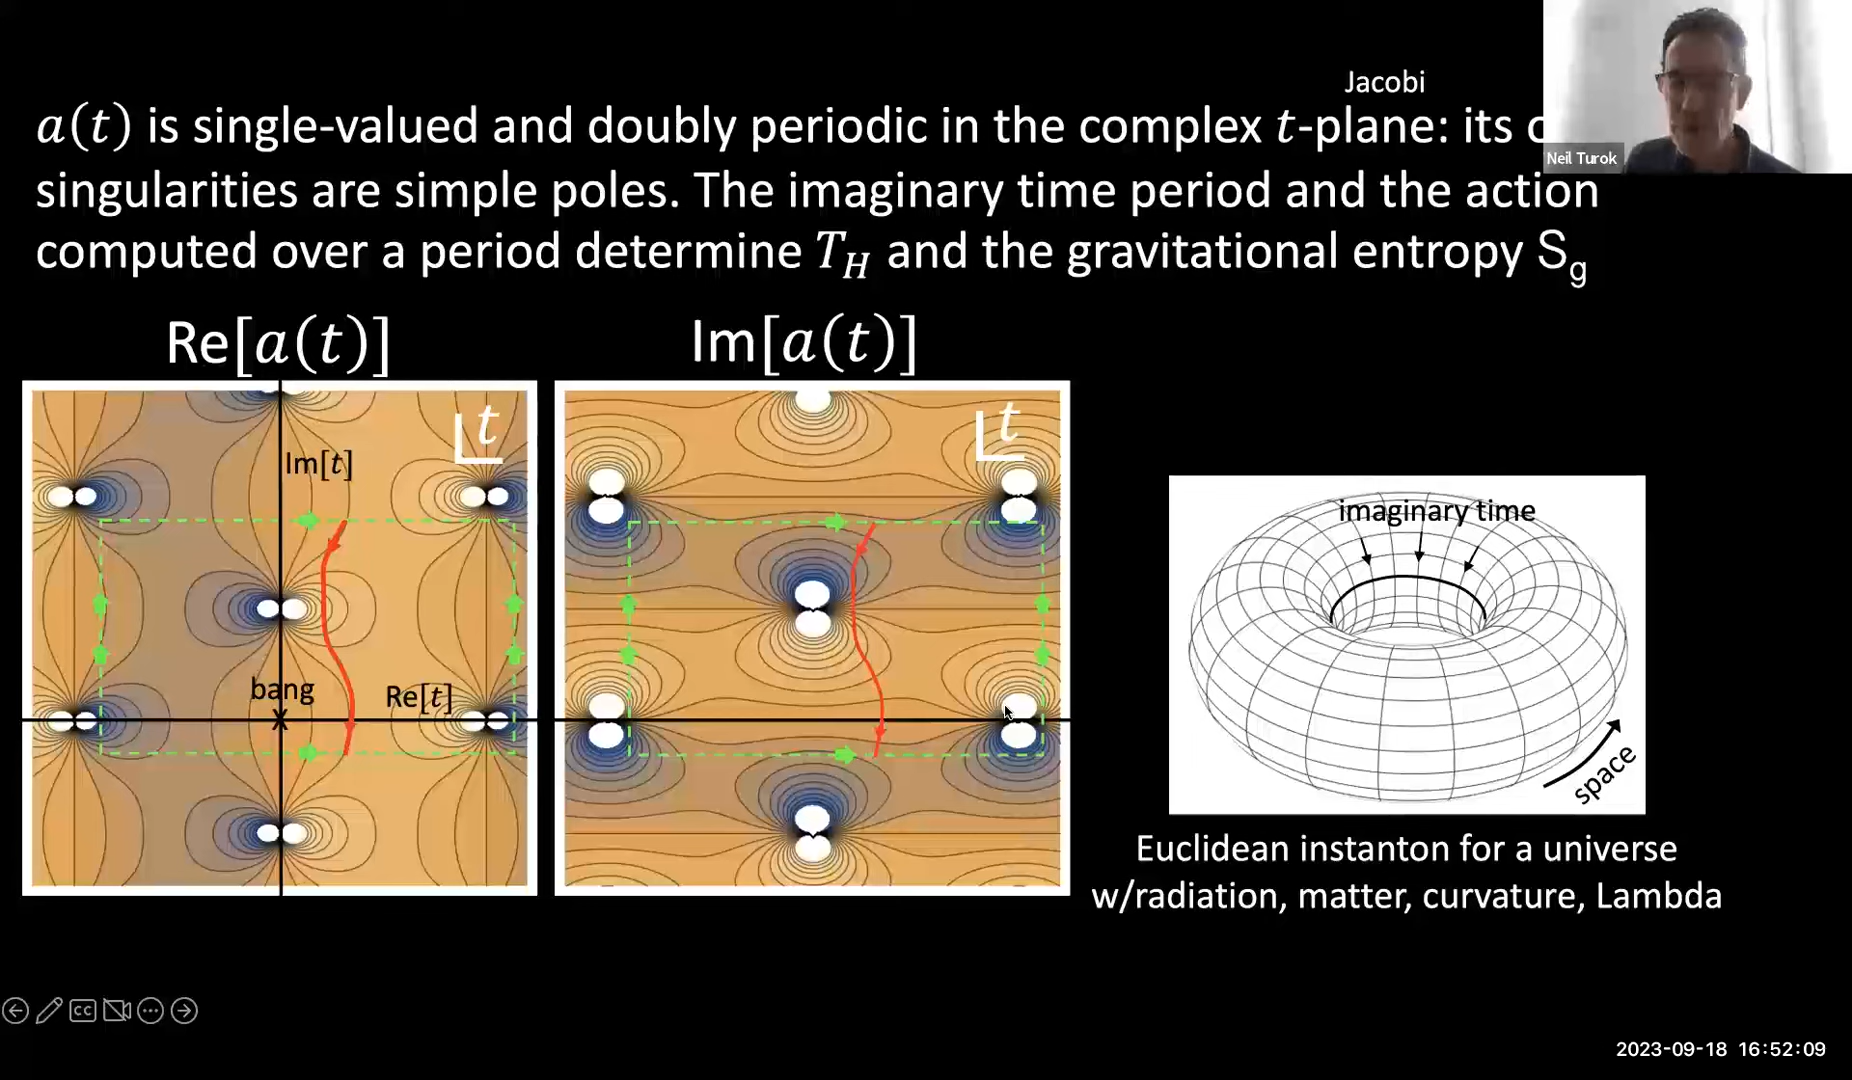 Jacobi
a(t) is single-valued and doubly periodic in the complex t-plane: its
Neil Turok
singularities are simple poles. The imaginary time period and the action
computed over a period determine T_H and the gravitational entropy S_g
Re[a(t)]
Im[a(t)]
t
t
Im[t]
imaginary time
bang
Re[t]
x
space
Euclidean instanton for a universe
w/radiation, matter, curvature, Lambda
CC
2023-09-18 16:52:09